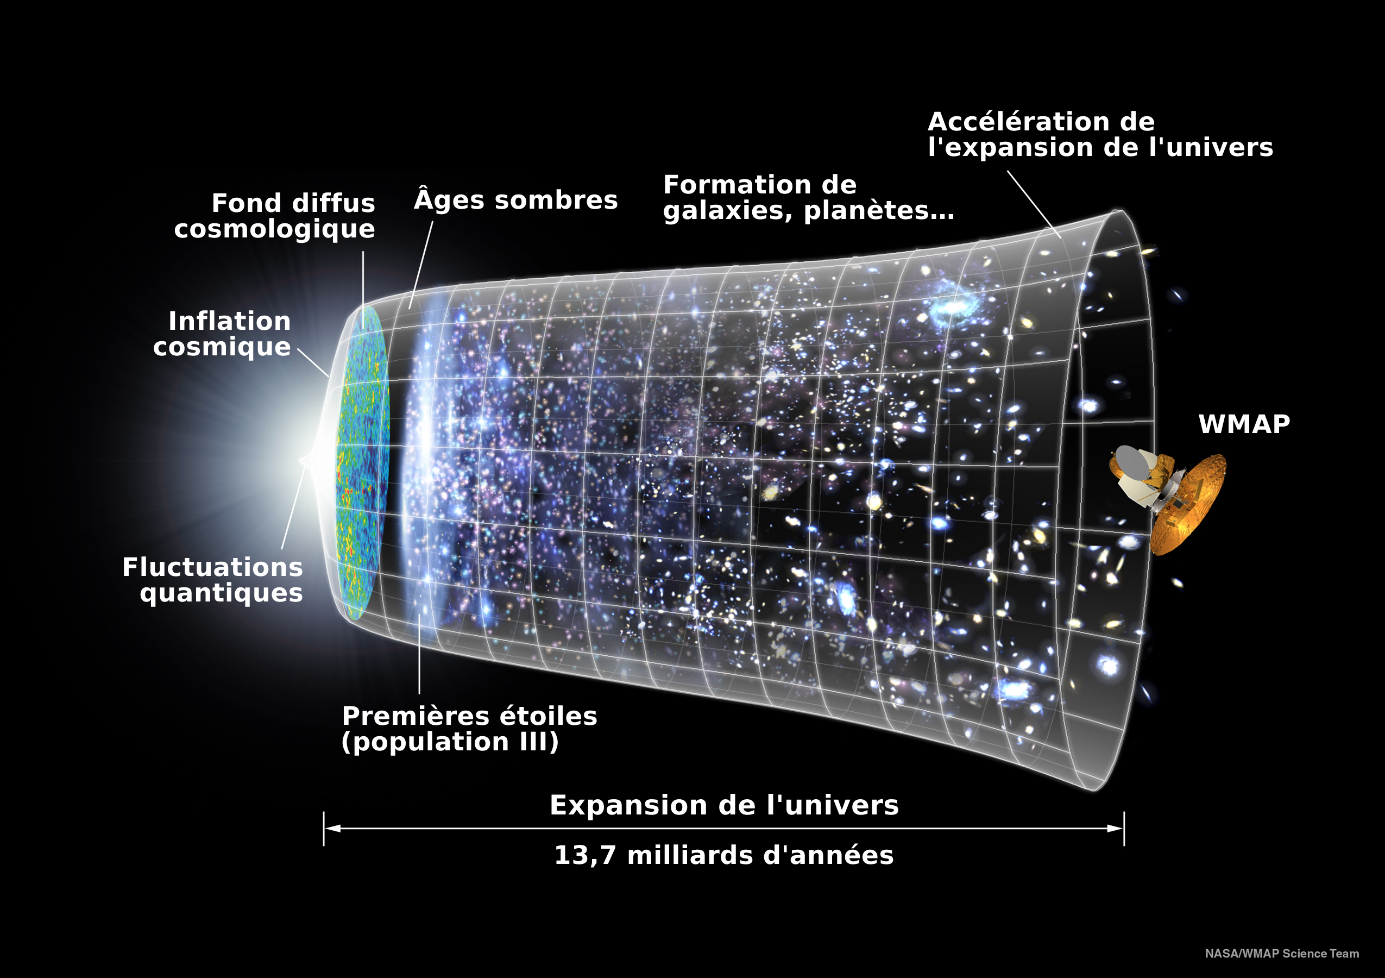 Accélération de
l'expansion de l'univers
Formation de
galaxies, planètes...
Fond diffus
cosmologique
Âges sombres
Inflation
cosmique
WMAP
Fluctuations
quantiques
Premières étoiles
(population III)
Expansion de l'univers
13,7 milliards d'années
NASA/WMAP Science Team